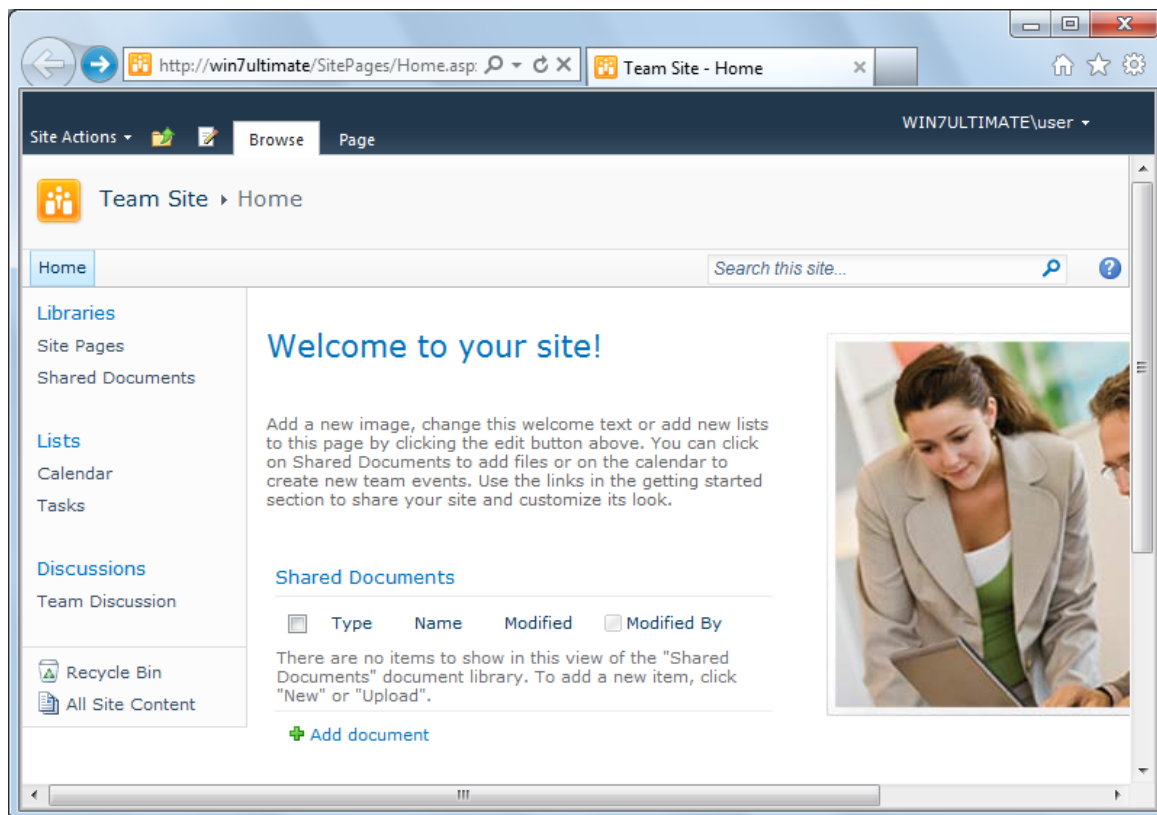 http://win7ultimate/SitePages/Home.asp
Team Site - Home
Site Actions
Browse
Page
WIN7ULTIMATE\user
Team Site
Home
Home
Search this site...
Libraries
Site Pages
Shared Documents
Lists
Calendar
Tasks
Discussions
Team Discussion
Recycle Bin
All Site Content
Welcome to your site!
Add a new image, change this welcome text or add new lists
to this page by clicking the edit button above. You can click
on Shared Documents to add files or on the calendar to
create new team events. Use the links in the getting started
section to share your site and customize its look.
Shared Documents
Type Name Modified Modified By
There are no items to show in this view of the "Shared
Documents" document library. To add a new item, click
"New" or "Upload".
Add document